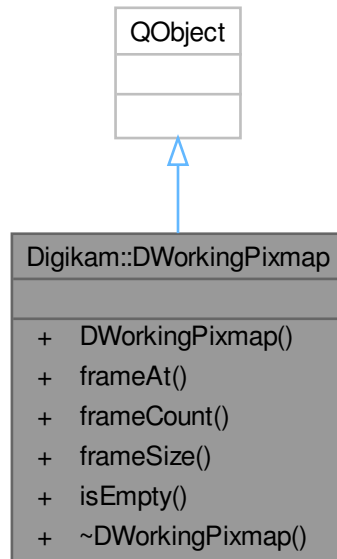 QObject
Digikam::DWorkingPixmap
+ DWorkingPixmap()
+ frameAt()
+ frameCount()
+ frameSize()
+ isEmpty()
+ ~DWorkingPixmap()